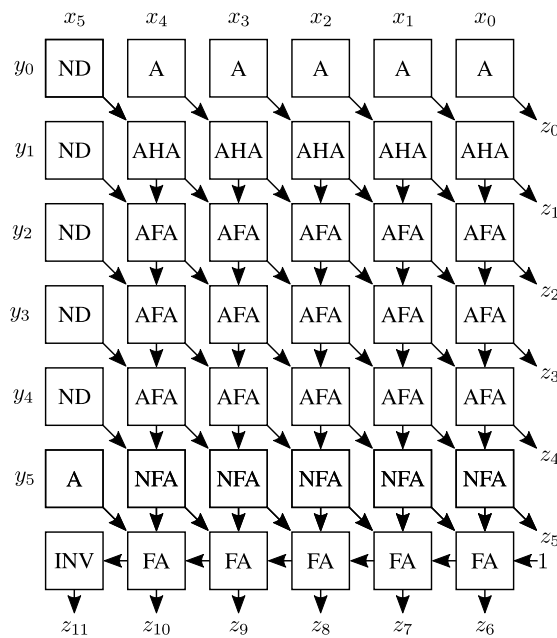 x5 x4 x3 x2 x1 x0
y0 ND A A A A A
z0
y1 ND AHA AHA AHA AHA AHA
z1
y2 ND AFA AFA AFA AFA AFA
z2
y3 ND AFA AFA AFA AFA AFA
z3
y4 ND AFA AFA AFA AFA AFA
z4
y5 A NFA NFA NFA NFA NFA
z5
INV FA FA FA FA FA 1
z11 z10 z9 z8 z7 z6